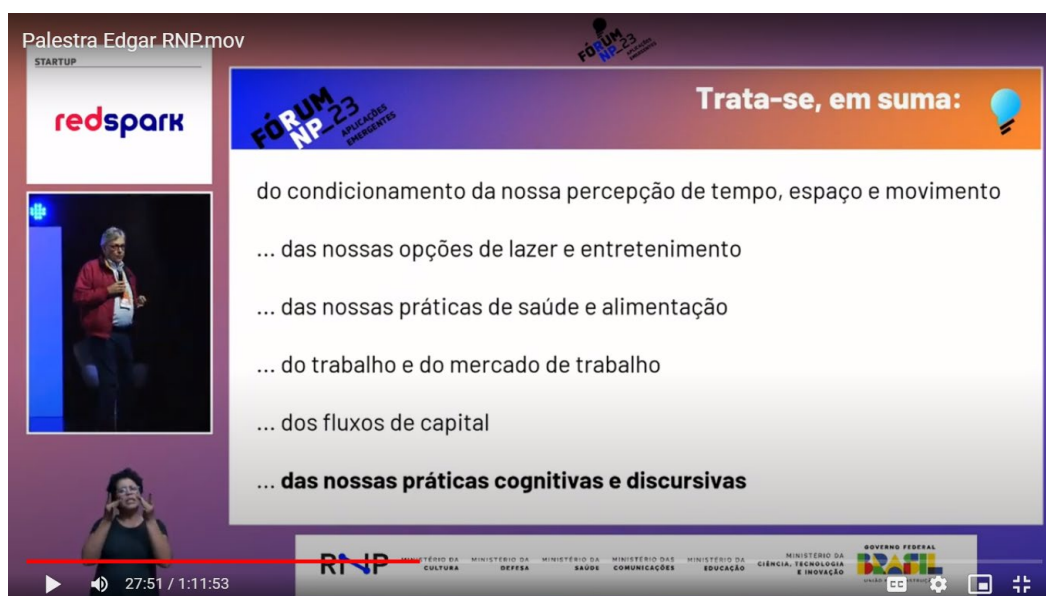 Palestra Edgar RNP.mov
STARTUP
redspark
FÓRUM
RNP_23
APLICAÇÕES
EMERGENTES
FÓRUM
RNP_23
APLICAÇÕES
EMERGENTES
Trata-se, em suma:
do condicionamento da nossa percepção de tempo, espaço e movimento
... das nossas opções de lazer e entretenimento
... das nossas práticas de saúde e alimentação
... do trabalho e do mercado de trabalho
... dos fluxos de capital
... das nossas práticas cognitivas e discursivas
RNP
MINISTÉRIO DA
CULTURA
MINISTÉRIO DA
DEFESA
MINISTÉRIO DA
SAÚDE
MINISTÉRIO DAS
COMUNICAÇÕES
MINISTÉRIO DA
EDUCAÇÃO
MINISTÉRIO DA
CIÊNCIA, TECNOLOGIA
E INOVAÇÃO
GOVERNO FEDERAL
BRASIL
27:51 / 1:11:53
CC